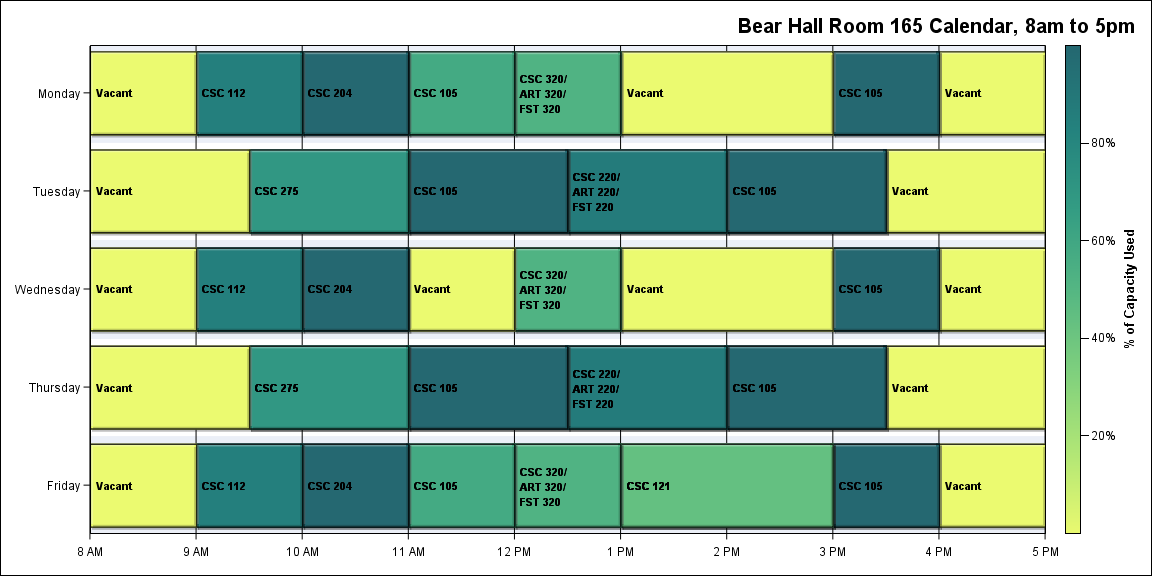 Bear Hall Room 165 Calendar, 8am to 5pm
Monday
Vacant
CSC 112
CSC 204
CSC 105
CSC 320/
ART 320/
FST 320
Vacant
CSC 105
Vacant
Tuesday
Vacant
CSC 275
CSC 105
CSC 220/
ART 220/
FST 220
CSC 105
Vacant
Wednesday
Vacant
CSC 112
CSC 204
Vacant
CSC 320/
ART 320/
FST 320
Vacant
CSC 105
Vacant
Thursday
Vacant
CSC 275
CSC 105
CSC 220/
ART 220/
FST 220
CSC 105
Vacant
Friday
Vacant
CSC 112
CSC 204
CSC 105
CSC 320/
ART 320/
FST 320
CSC 121
CSC 105
Vacant
8 AM
9 AM
10 AM
11 AM
12 PM
1 PM
2 PM
3 PM
4 PM
5 PM
80%
60%
40%
20%
% of Capacity Used